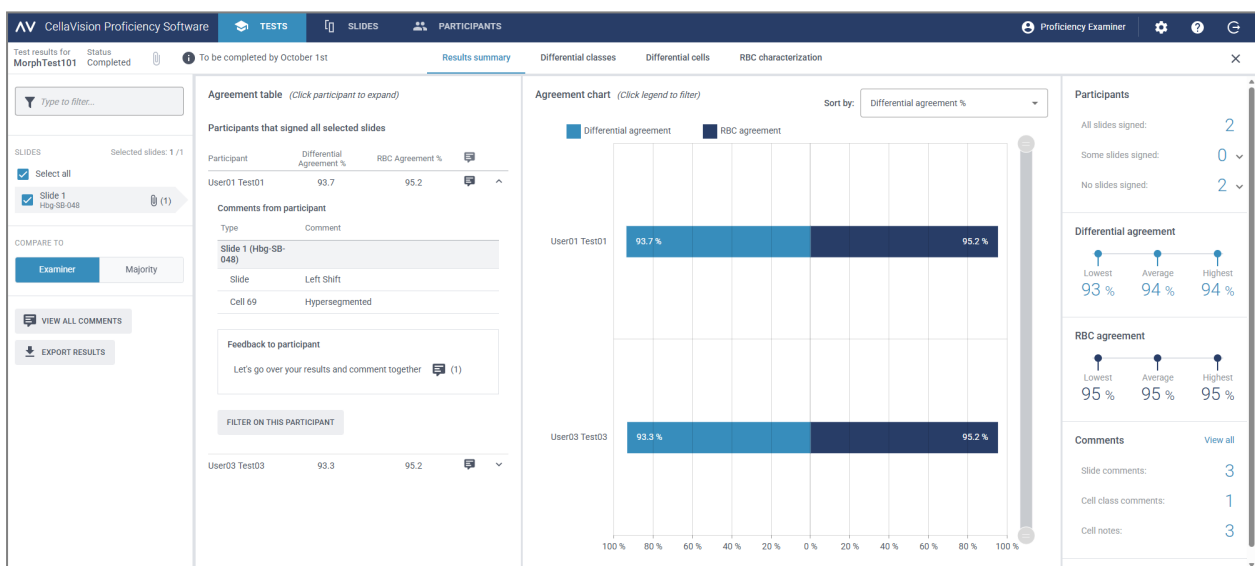 CellaVision Proficiency Software
TESTS
SLIDES
PARTICIPANTS
Proficiency Examiner
Test results for
MorphTest101
Status
Completed
To be completed by October 1st
Results summary
Differential classes
Differential cells
RBC characterization
Type to filter...
SLIDES
Selected slides: 1 /1
Select all
Slide 1
Hbg-SB-048
(1)
COMPARE TO
Examiner
Majority
VIEW ALL COMMENTS
EXPORT RESULTS
Agreement table (Click participant to expand)
Participants that signed all selected slides
Participant
Differential
Agreement %
RBC Agreement %
User01 Test01 93.7 95.2
Comments from participant
Type Comment
Slide 1 (Hbg-SB-
048)
Slide Left Shift
Cell 69 Hypersegmented
Feedback to participant
Let's go over your results and comment together (1)
FILTER ON THIS PARTICIPANT
User03 Test03 93.3 95.2
Agreement chart (Click legend to filter)
Sort by:
Differential agreement %
Differential agreement
RBC agreement
User01 Test01
93.7 %
95.2 %
User03 Test03
93.3 %
95.2 %
100 % 80 % 60 % 40 % 20 % 0 % 20 % 40 % 60 % 80 % 100 %
Participants
All slides signed: 2
Some slides signed: 0
No slides signed: 2
Differential agreement
Lowest Average Highest
93 % 94 % 94 %
RBC agreement
Lowest Average Highest
95 % 95 % 95 %
Comments View all
Slide comments: 3
Cell class comments: 1
Cell notes: 3